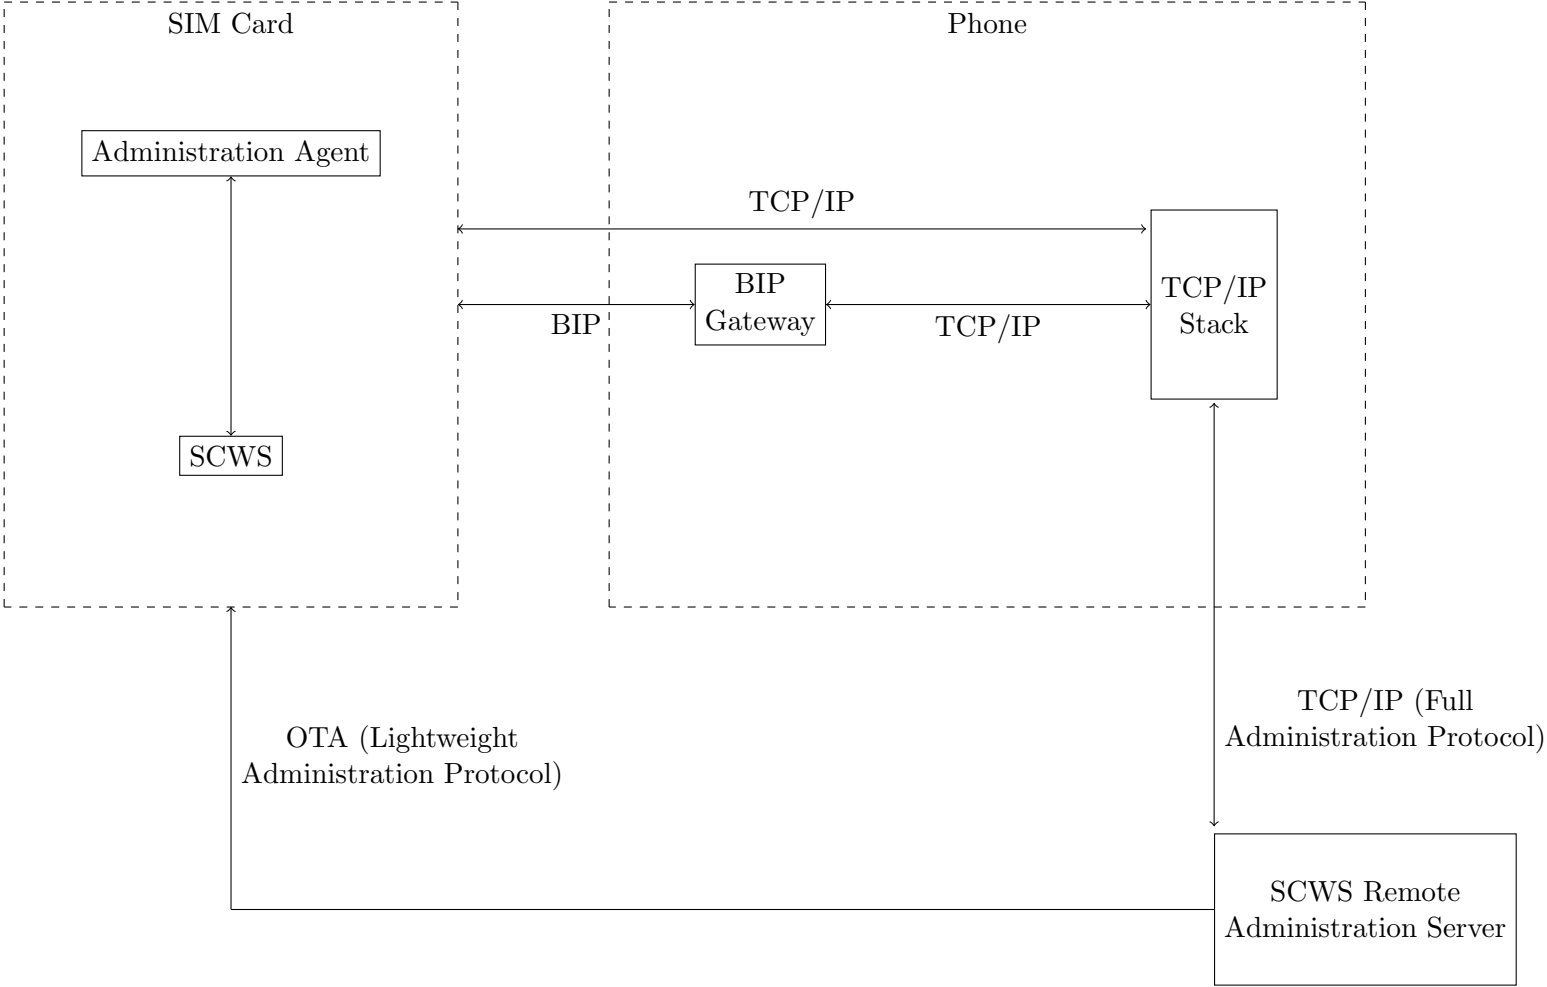 SIM Card
Phone
Administration Agent
TCP/IP
BIP
Gateway
TCP/IP
Stack
BIP
TCP/IP
SCWS
OTA (Lightweight
Administration Protocol)
TCP/IP (Full
Administration Protocol)
SCWS Remote
Administration Server